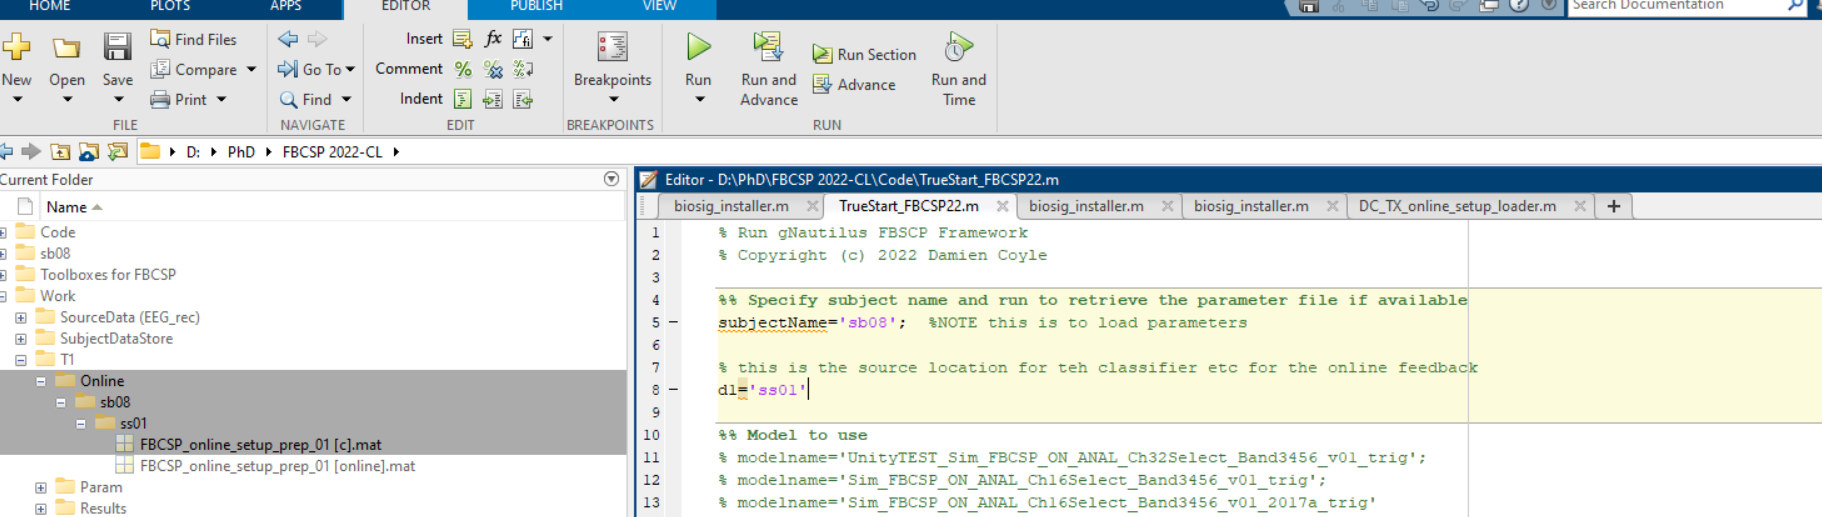 HOME PLOTS APPS EDITOR PUBLISH VIEW Search Documentation
New Open Save Find Files Compare Print
FILE
Go To Find
NAVIGATE
Insert fx fi
Comment % % %
Indent
EDIT
Breakpoints
BREAKPOINTS
Run Run and Advance Run Section Advance Run and Time
RUN
D: PhD FBCSP 2022-CL
Current Folder
Name
Code
sb08
Toolboxes for FBCSP
Work
SourceData (EEG_rec)
SubjectDataStore
T1
Online
sb08
ss01
FBCSP_online_setup_prep_01 [c].mat
FBCSP_online_setup_prep_01 [online].mat
Param
Results
Editor - D:\PhD\FBCSP 2022-CL\Code\TrueStart_FBCSP22.m
biosig_installer.m TrueStart_FBCSP22.m biosig_installer.m biosig_installer.m DC_TX_online_setup_loader.m +
1 % Run gNautilus FBSCP Framework
2 % Copyright (c) 2022 Damien Coyle
3
4 %% Specify subject name and run to retrieve the parameter file if available
5 – subjectName='sb08'; %NOTE this is to load parameters
6
7 % this is the source location for teh classifier etc for the online feedback
8 – dl='ss01'
9
10 %% Model to use
11 % modelname='UnityTEST_Sim_FBCSP_ON_ANAL_Ch32Select_Band3456_v01_trig';
12 % modelname='Sim_FBCSP_ON_ANAL_Ch16Select_Band3456_v01_trig';
13 % modelname='Sim_FBCSP_ON_ANAL_Ch16Select_Band3456_v01_2017a_trig'